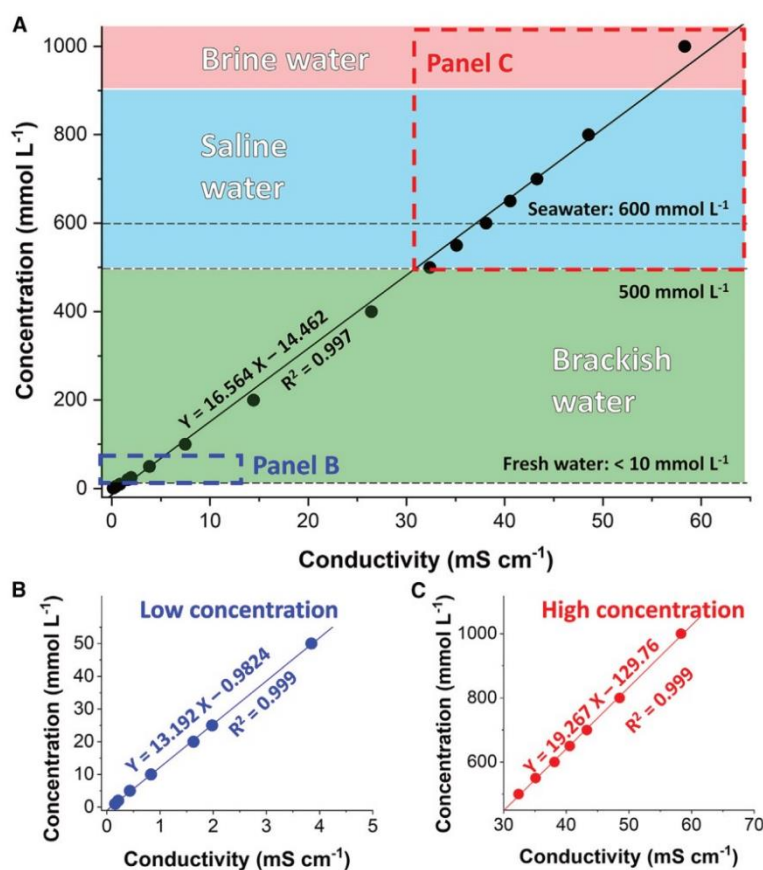 A
Brine water
Panel C
Saline
water
Seawater: 600 mmol L⁻¹
500 mmol L⁻¹
Y = 16.564 X − 14.462
R² = 0.997
Brackish
water
Panel B
Fresh water: < 10 mmol L⁻¹
Concentration (mmol L⁻¹)
1000
800
600
400
200
0
0 10 20 30 40 50 60
Conductivity (mS cm⁻¹)
B
Low concentration
Y = 13.192 X − 0.9824
R² = 0.999
Concentration (mmol L⁻¹)
50
40
30
20
10
0
0 1 2 3 4 5
Conductivity (mS cm⁻¹)
C
High concentration
Y = 19.267 X − 129.76
R² = 0.999
Concentration (mmol L⁻¹)
1000
800
600
30 40 50 60 70
Conductivity (mS cm⁻¹)